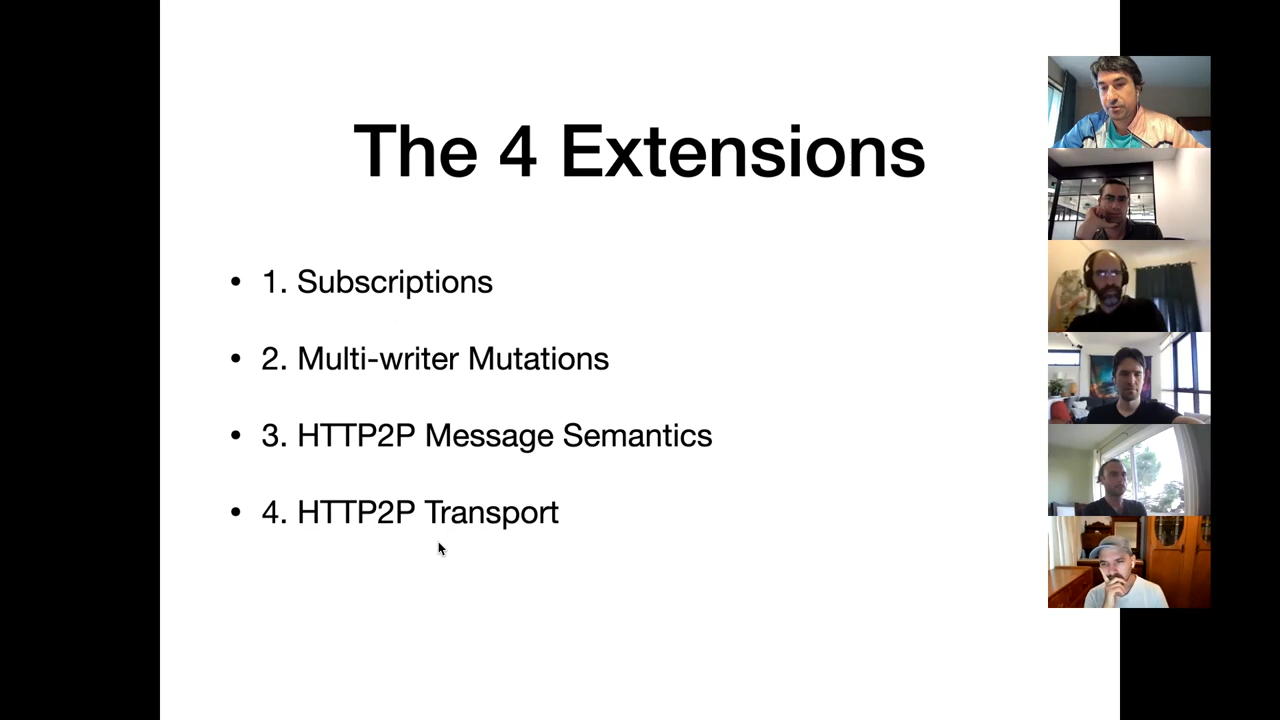 The 4 Extensions
• 1. Subscriptions
• 2. Multi-writer Mutations
• 3. HTTP2P Message Semantics
• 4. HTTP2P Transport